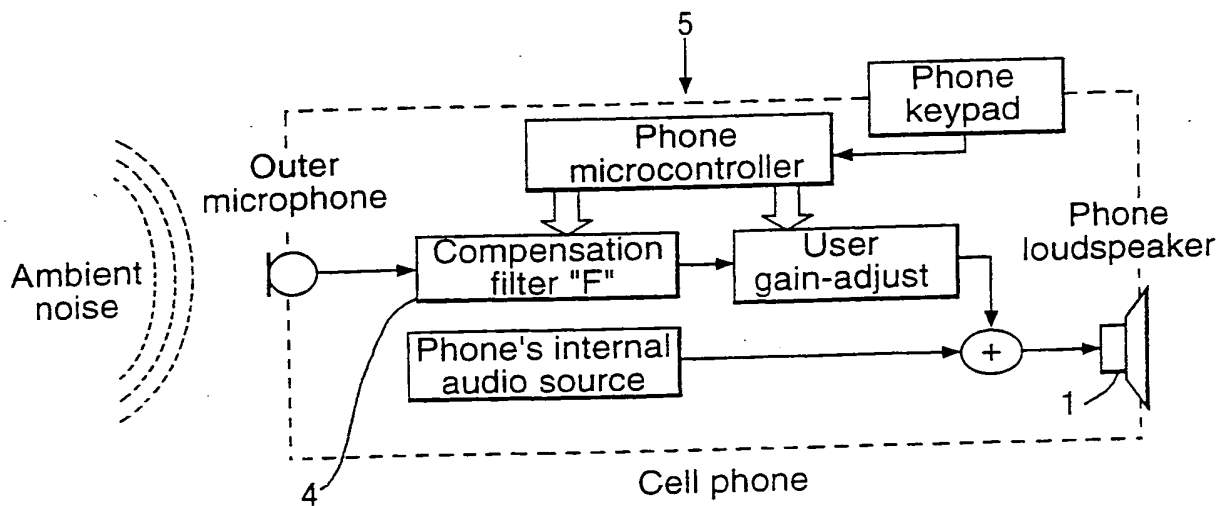 5
Phone
keypad
Phone
microcontroller
Outer
microphone
Phone
loudspeaker
Ambient
noise
Compensation
filter "F"
User
gain-adjust
Phone's internal
audio source
+
1
4
Cell phone